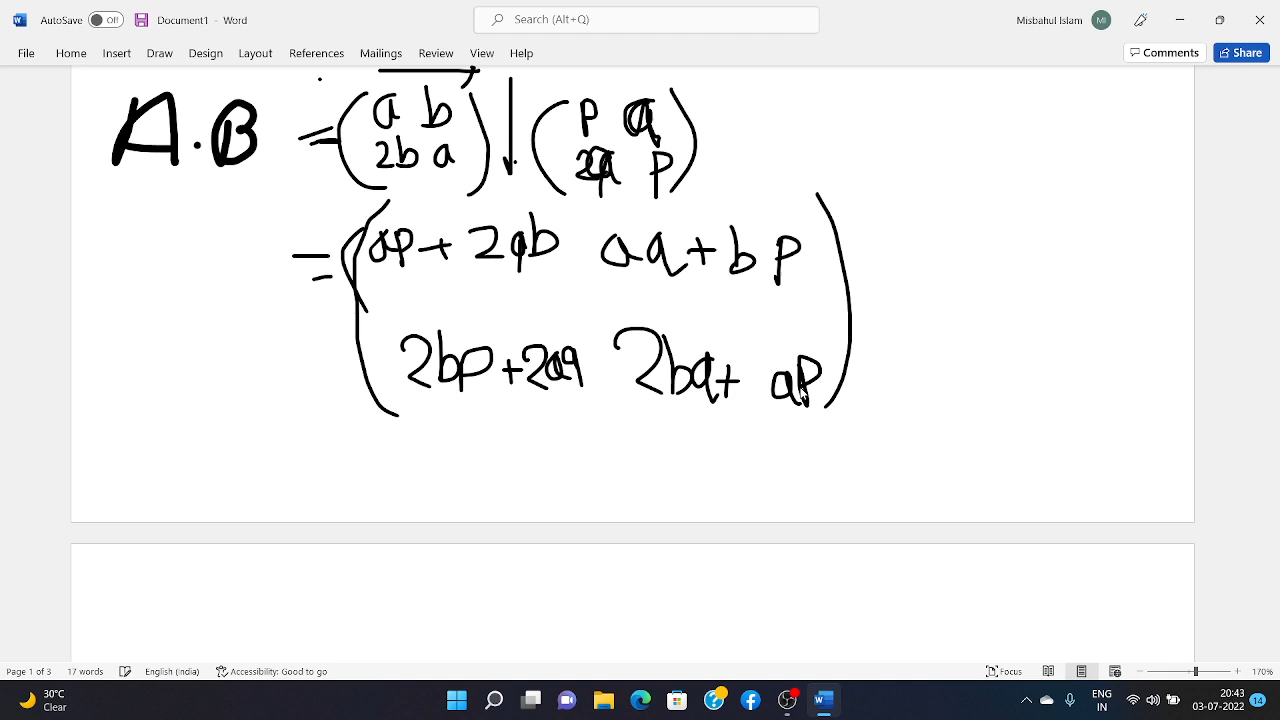 AutoSave Off Document1 - Word Search (Alt+Q) Misbahul Islam MI
File Home Insert Draw Design Layout References Mailings Review View Help Comments Share
A.B = (a b (p q
2b a) 2q p)
= (ap + 2qb aq + bp
2bp + 2aq 2bq + ap)
Page 1 of 3 17 words English (India) Accessibility: Good to go Focus 170%
30°C
Clear
ENG
IN
20:43
03-07-2022
14